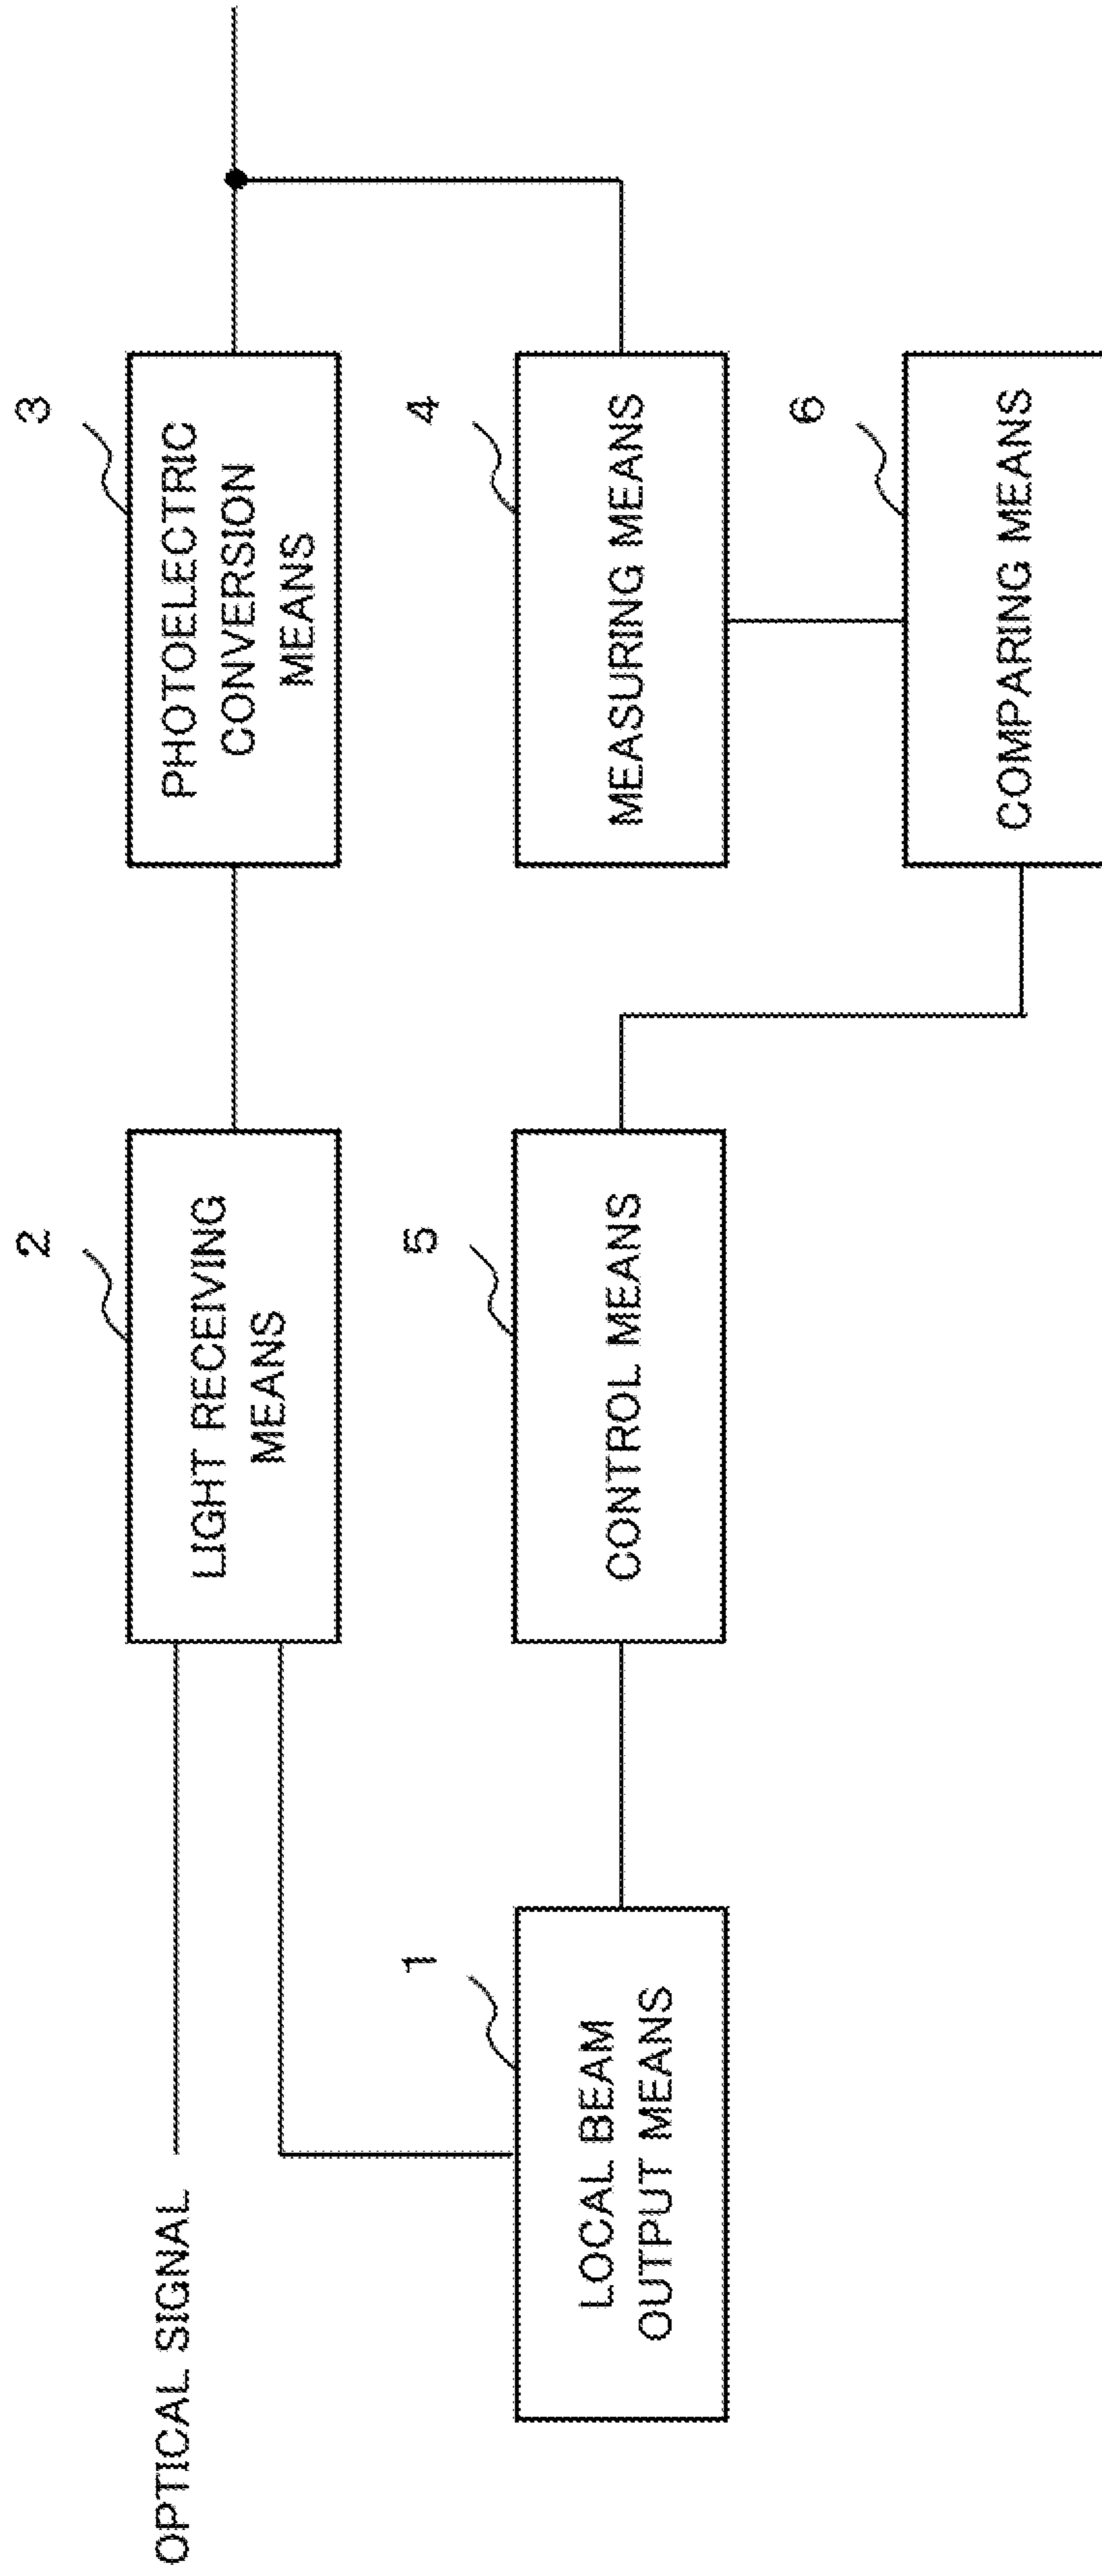 OPTICAL SIGNAL
2
LIGHT RECEIVING
MEANS
3
PHOTOELECTRIC
CONVERSION
MEANS
1
LOCAL BEAM
OUTPUT MEANS
5
CONTROL MEANS
4
MEASURING MEANS
6
COMPARING MEANS